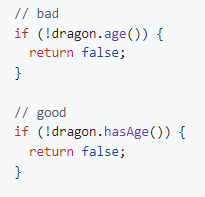 // bad
if (!dragon.age()) {
  return false;
}

// good
if (!dragon.hasAge()) {
  return false;
}